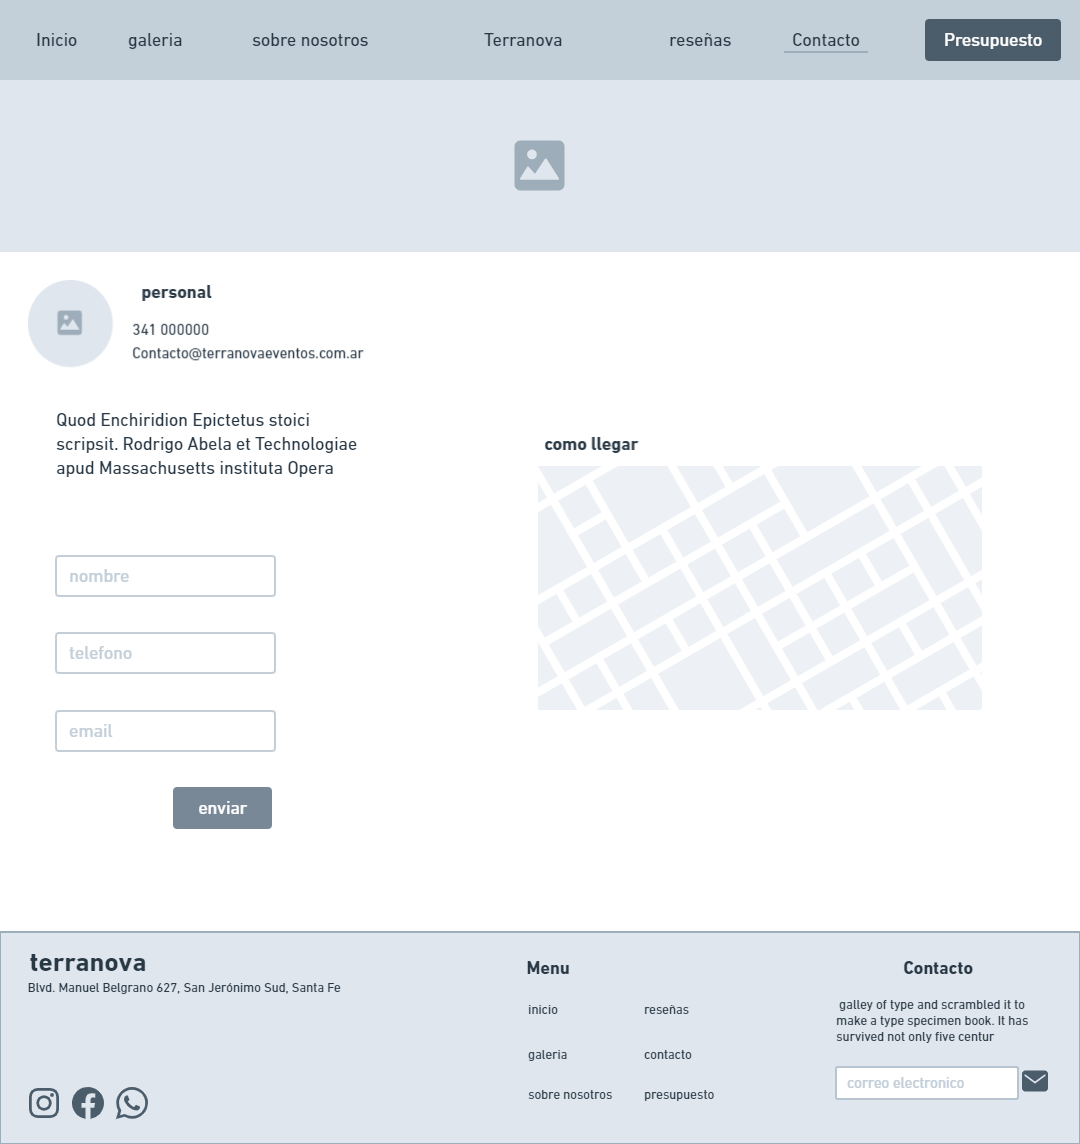 Inicio
galeria
sobre nosotros
Terranova
reseñas
Contacto
Presupuesto
personal
341 000000
Contacto@terranovaeventos.com.ar
Quod Enchiridion Epictetus stoici
scripsit. Rodrigo Abela et Technologiae
apud Massachusetts instituta Opera
como llegar
nombre
telefono
email
enviar
terranova
Blvd. Manuel Belgrano 627, San Jerónimo Sud, Santa Fe
Menu
inicio
reseñas
galeria
contacto
sobre nosotros
presupuesto
Contacto
galley of type and scrambled it to
make a type specimen book. It has
survived not only five centur
correo electronico